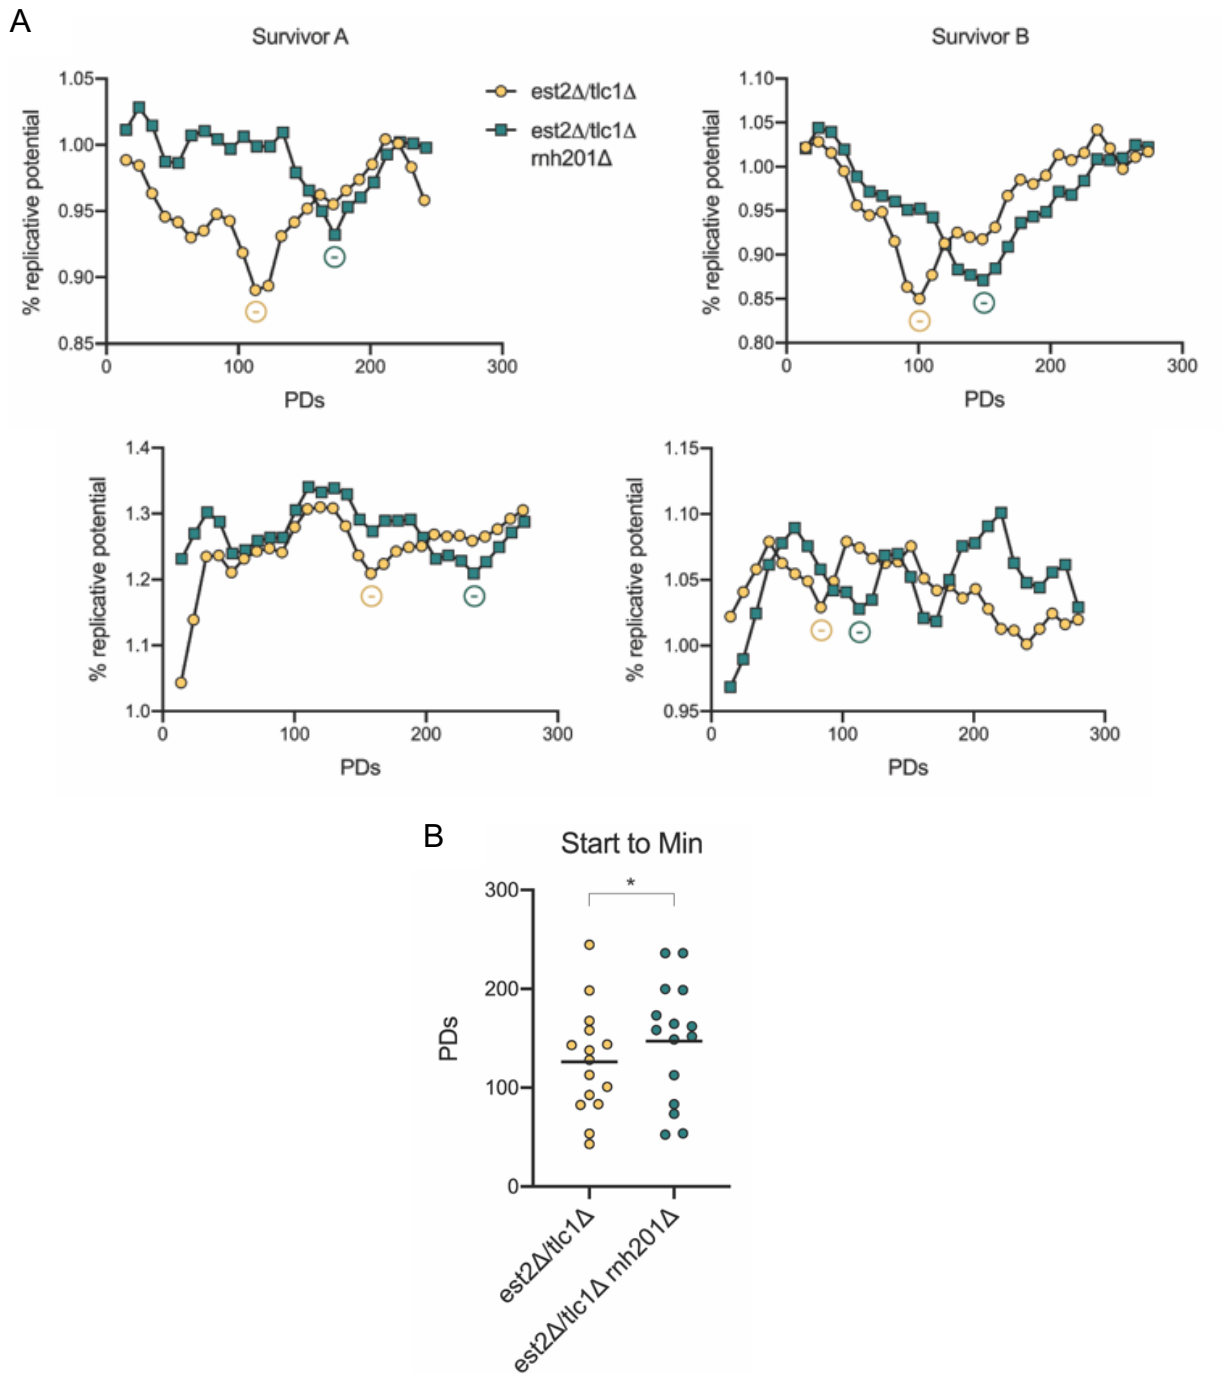 A
Survivor A
Survivor B
est2Δ/tlc1Δ
est2Δ/tlc1Δ
rnh201Δ
% replicative potential
1.05
1.00
0.95
0.90
0.85
0
100
200
300
PDs
% replicative potential
1.10
1.05
1.00
0.95
0.90
0.85
0.80
0
100
200
300
PDs
% replicative potential
1.4
1.3
1.2
1.1
1.0
0
100
200
300
PDs
% replicative potential
1.15
1.10
1.05
1.00
0.95
0
100
200
300
PDs
B
Start to Min
*
PDs
300
200
100
0
est2Δ/tlc1Δ
est2Δ/tlc1Δ rnh201Δ